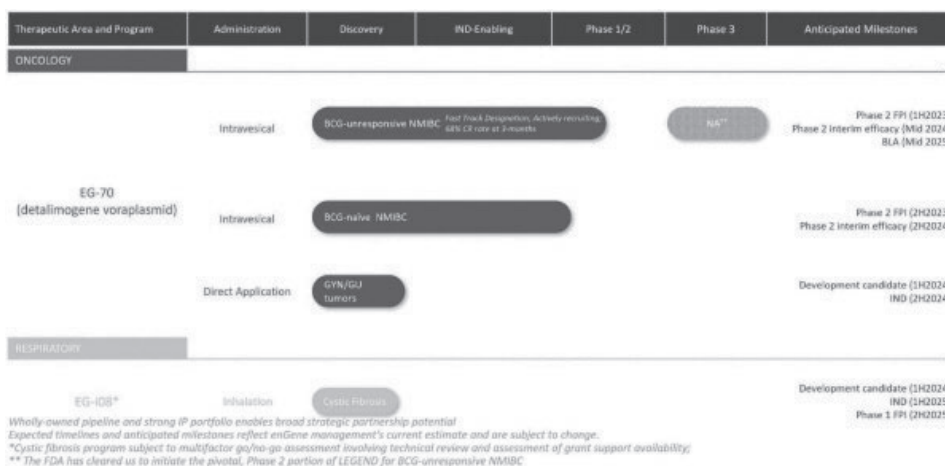 Therapeutic Area and Program Administration Discovery IND-Enabling Phase 1/2 Phase 3 Anticipated Milestones
ONCOLOGY
Intravesical
BCG-unresponsive NMIBC Fast Track Designation; Actively recruiting;
68% CR rate at 3-months
NA**
Phase 2 FPI (1H2023
Phase 2 interim efficacy (Mid 2024
BLA (Mid 2025
EG-70
(detalimogene voraplasmid)
Intravesical
BCG-naïve NMIBC
Phase 2 FPI (2H2023
Phase 2 interim efficacy (2H2024
Direct Application
GYN/GU
tumors
Development candidate (1H2024
IND (2H2024
RESPIRATORY
EG-i08*
Inhalation
Cystic Fibrosis
Development candidate (1H2024
IND (1H2025
Phase 1 FPI (2H2025
Wholly-owned pipeline and strong IP portfolio enables broad strategic partnership potential
Expected timelines and anticipated milestones reflect enGene management's current estimate and are subject to change.
*Cystic fibrosis program subject to multifactor go/no-go assessment involving technical review and assessment of grant support availability;
** The FDA has cleared us to initiate the pivotal, Phase 2 portion of LEGEND for BCG-unresponsive NMIBC